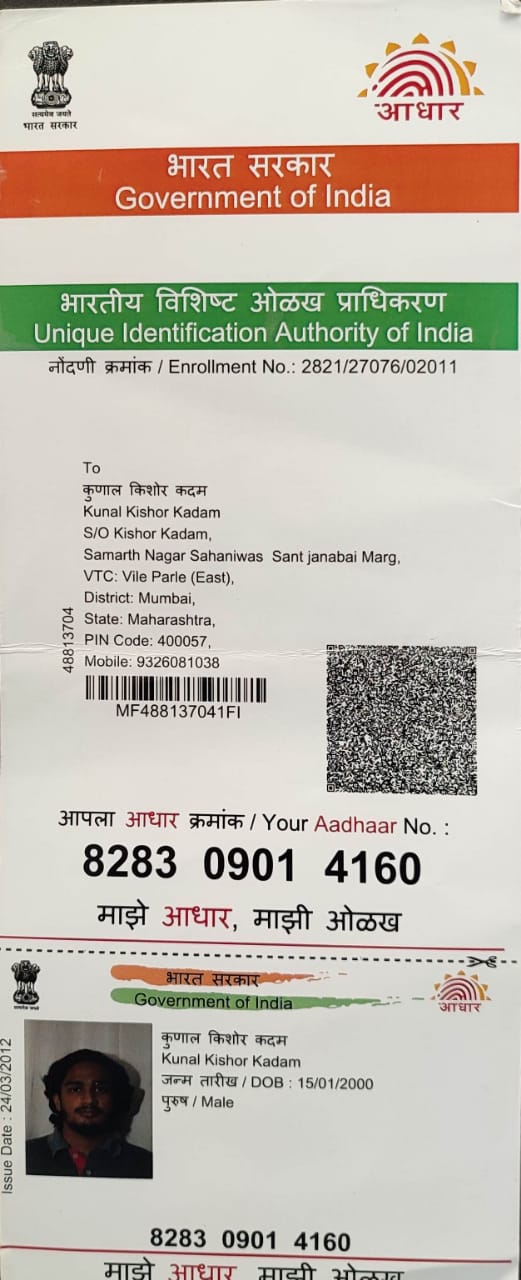 सत्यमेव जयते
भारत सरकार
आधार
भारत सरकार
Government of India
भारतीय विशिष्ट ओळख प्राधिकरण
Unique Identification Authority of India
नोंदणी क्रमांक / Enrollment No.: 2821/27076/02011
To
कुणाल किशोर कदम
Kunal Kishor Kadam
S/O Kishor Kadam,
Samarth Nagar Sahaniwas Sant janabai Marg,
VTC: Vile Parle (East),
District: Mumbai,
State: Maharashtra,
PIN Code: 400057,
Mobile: 9326081038
48813704
MF488137041FI
आपला आधार क्रमांक / Your Aadhaar No. :
8283 0901 4160
माझे आधार, माझी ओळख
भारत सरकार
Government of India
आधार
कुणाल किशोर कदम
Kunal Kishor Kadam
जन्म तारीख / DOB : 15/01/2000
पुरुष / Male
Issue Date : 24/03/2012
8283 0901 4160
माझे आधार, माझी ओळख